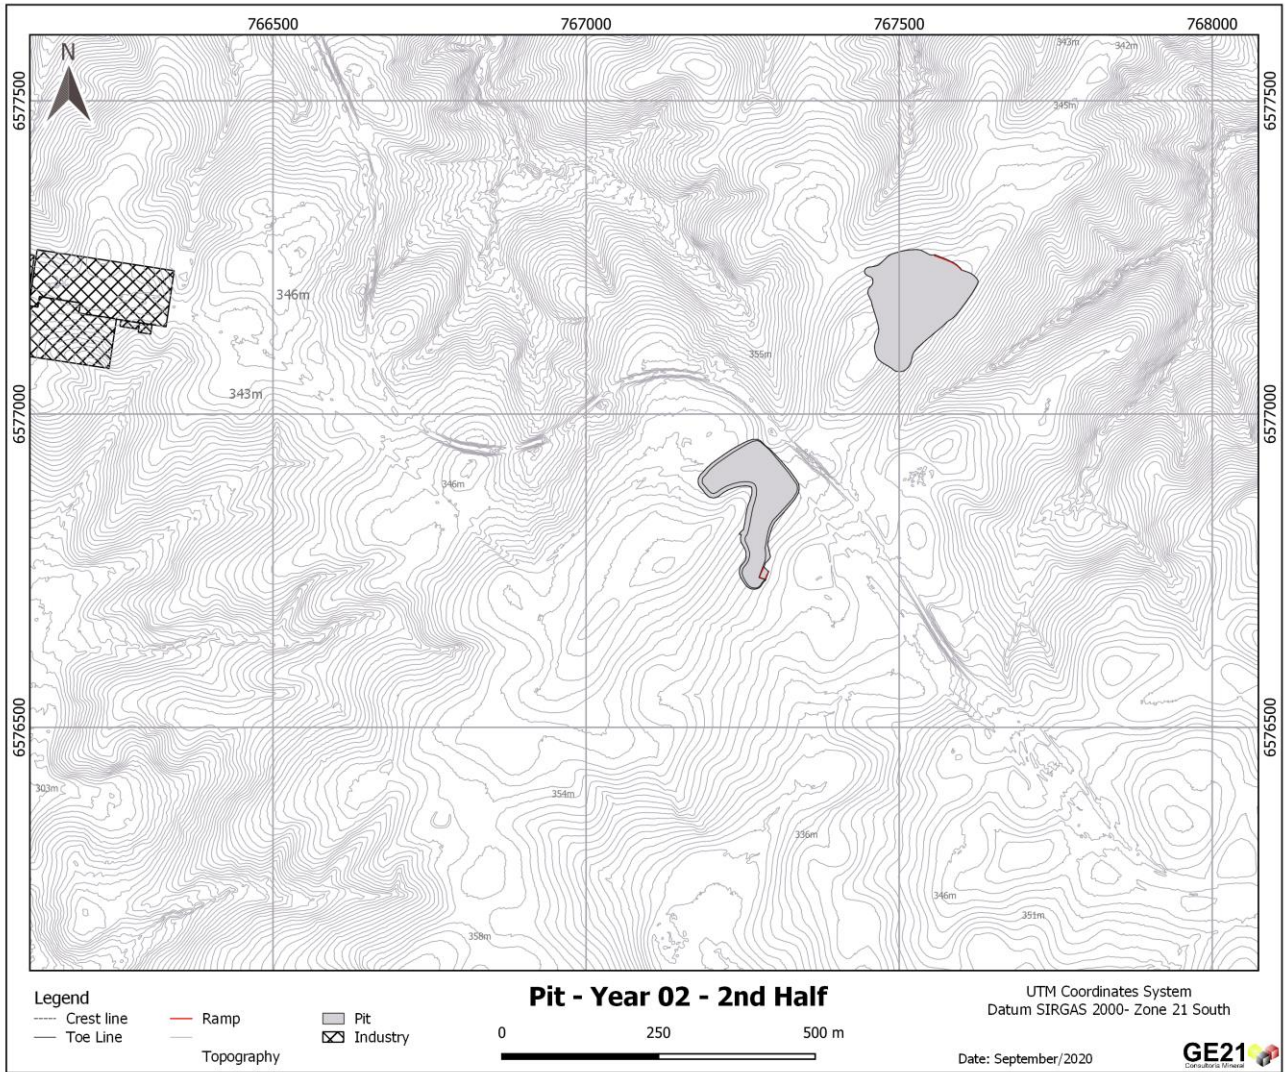 766500 767000 767500 768000
N
343m
342m
345m
6577500
6577500
346m
355m
343m
6577000
6577000
346m
6576500
6576500
303m
354m
336m
346m
351m
358m
Legend
Crest line
Toe Line
Ramp
Topography
Pit
Industry
Pit - Year 02 - 2nd Half
0 250 500 m
UTM Coordinates System
Datum SIRGAS 2000- Zone 21 South
Date: September/2020
GE21
Consultoria Mineral